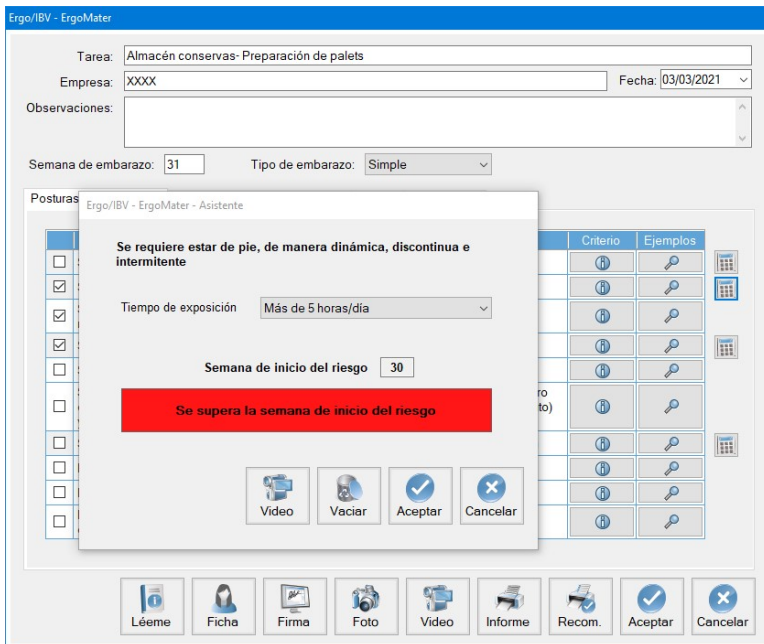 Ergo/IBV - ErgoMater
Tarea: Almacén conservas- Preparación de palets
Empresa: XXXX Fecha: 03/03/2021
Observaciones:
Semana de embarazo: 31 Tipo de embarazo: Simple
Posturas
Ergo/IBV - ErgoMater - Asistente
Criterio Ejemplos
Se requiere estar de pie, de manera dinámica, discontinua e
intermitente
Tiempo de exposición Más de 5 horas/día
Semana de inicio del riesgo 30
Se supera la semana de inicio del riesgo
ro
to)
Video Vaciar Aceptar Cancelar
Léeme Ficha Firma Foto Video Informe Recom. Aceptar Cancelar